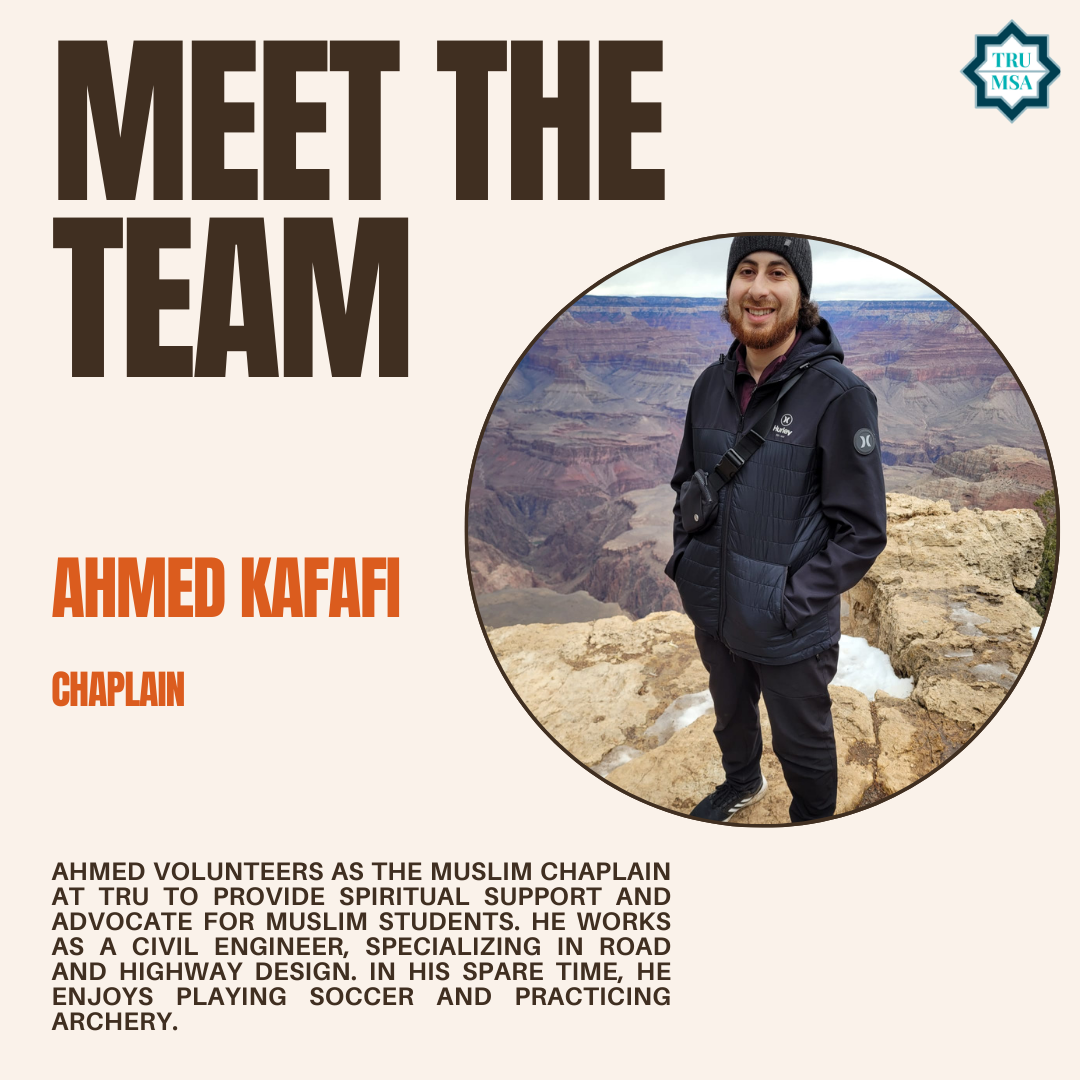 MEET THE
TRU
MSA
TEAM
Hurley
AHMED KAFAFI
CHAPLAIN
AHMED VOLUNTEERS AS THE MUSLIM CHAPLAIN
AT TRU TO PROVIDE SPIRITUAL SUPPORT AND
ADVOCATE FOR MUSLIM STUDENTS. HE WORKS
AS A CIVIL ENGINEER, SPECIALIZING IN ROAD
AND HIGHWAY DESIGN. IN HIS SPARE TIME, HE
ENJOYS PLAYING SOCCER AND PRACTICING
ARCHERY.